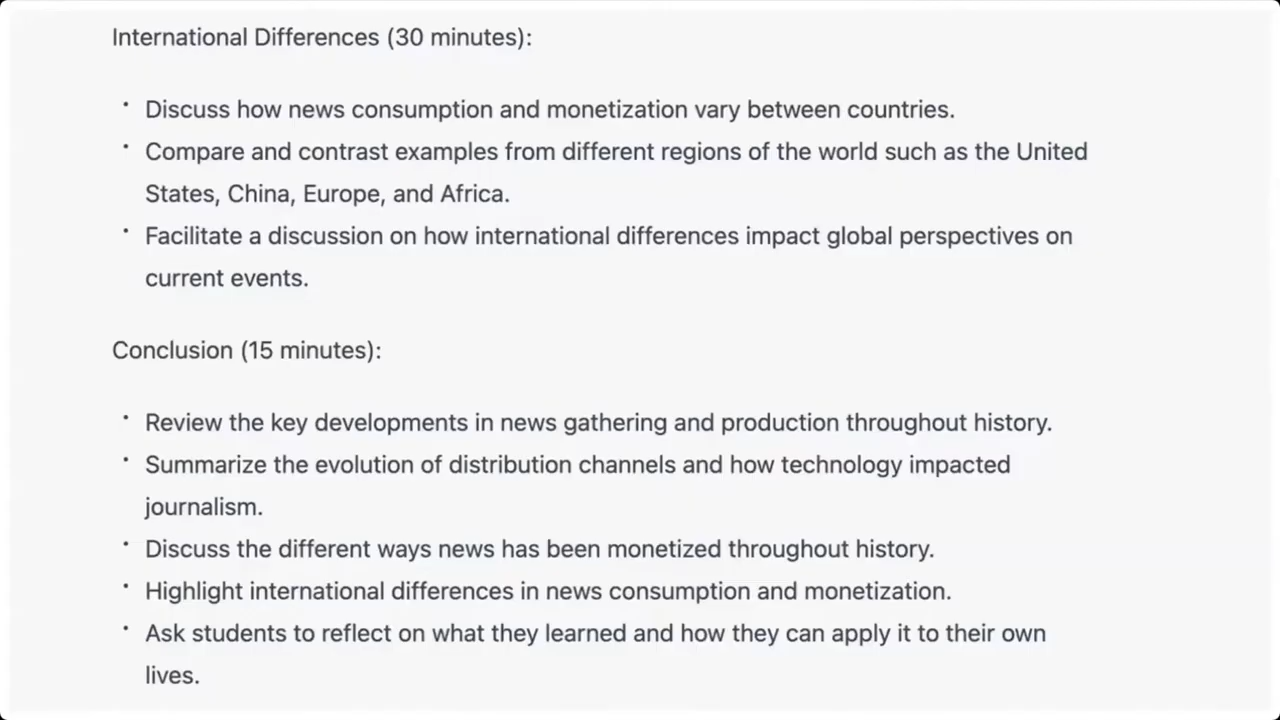 International Differences (30 minutes):
• Discuss how news consumption and monetization vary between countries.
• Compare and contrast examples from different regions of the world such as the United
States, China, Europe, and Africa.
• Facilitate a discussion on how international differences impact global perspectives on
current events.
Conclusion (15 minutes):
• Review the key developments in news gathering and production throughout history.
• Summarize the evolution of distribution channels and how technology impacted
journalism.
• Discuss the different ways news has been monetized throughout history.
• Highlight international differences in news consumption and monetization.
• Ask students to reflect on what they learned and how they can apply it to their own
lives.